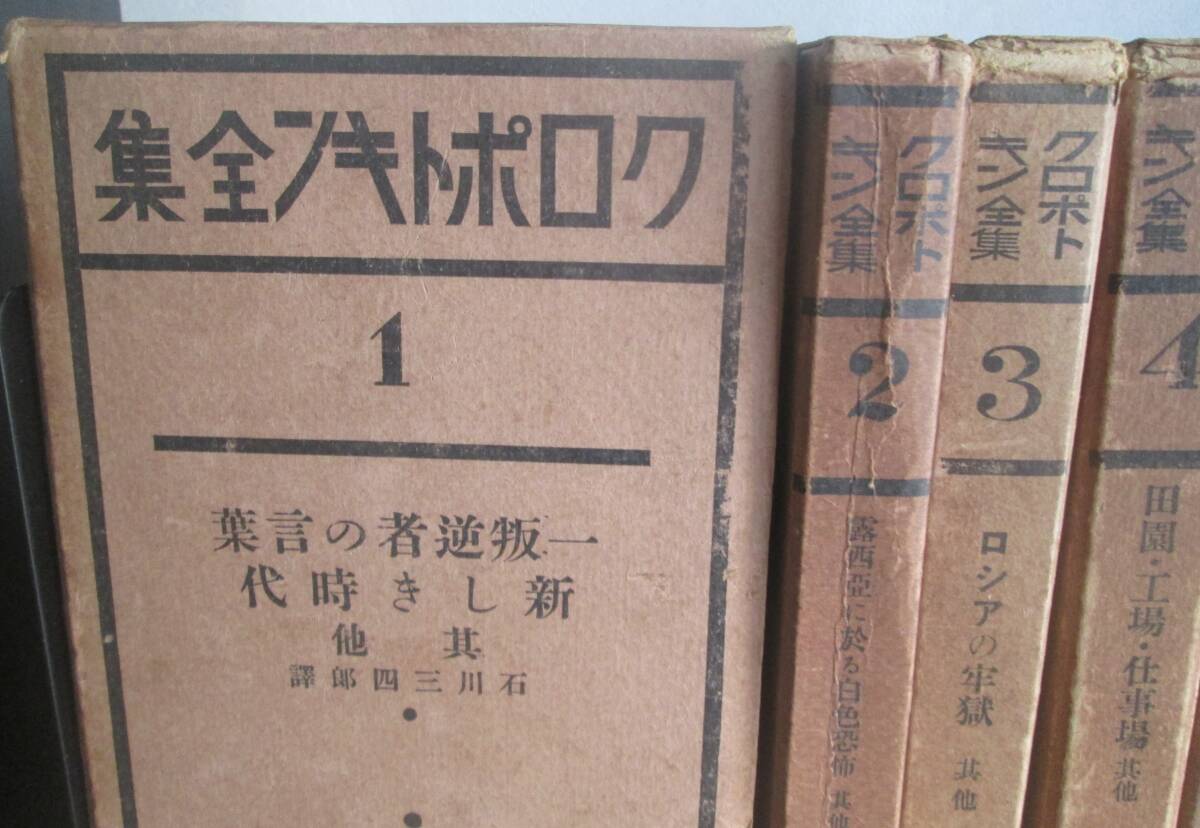 クロポトキン全集
1
一叛逆者の言葉
新しき時代
其他
石川三四郎譯
クロポト
キン全集
2
露西亞に於る白色恐怖 其他
クロポト
キン全集
3
ロシアの牢獄 其他
キン全集
4
田園・工場・仕事場 其他